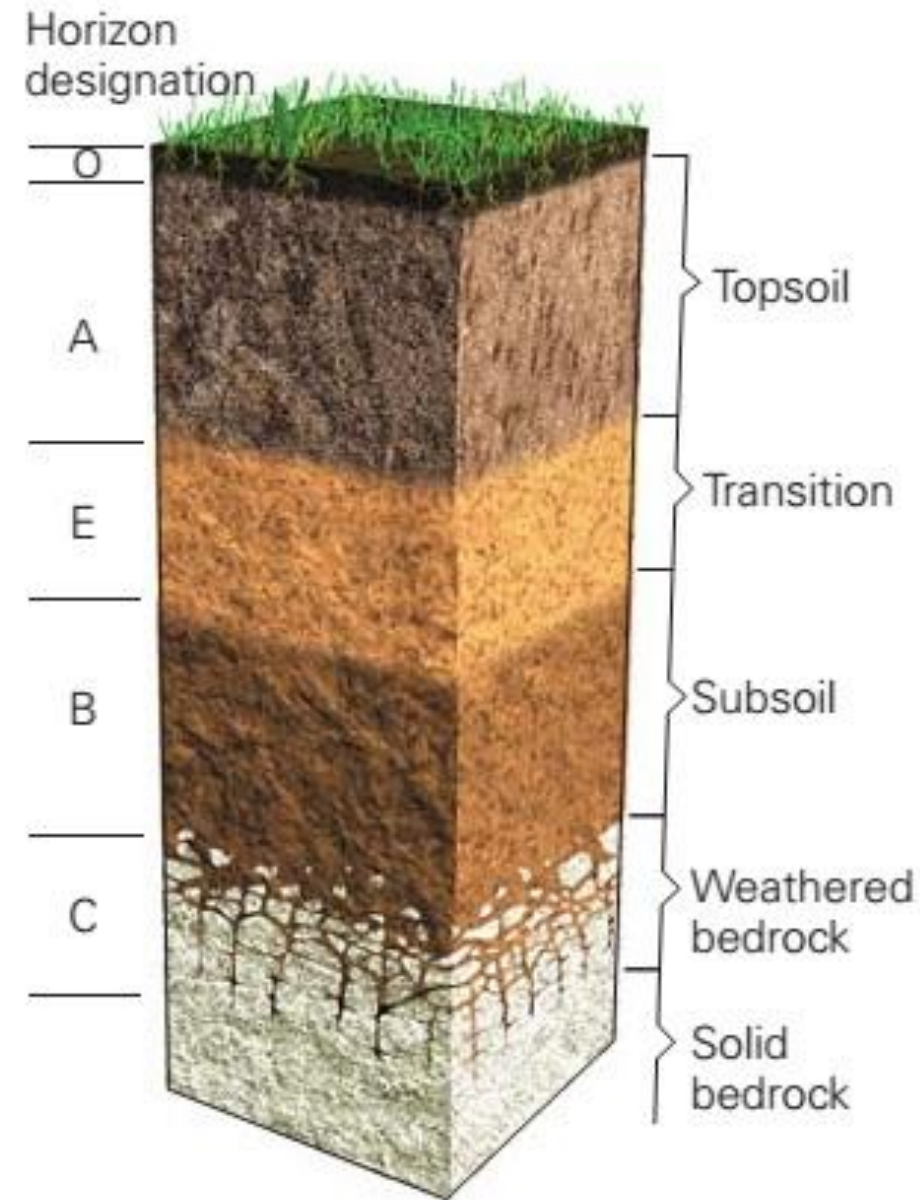 Horizon
designation
O
A
E
B
C
Topsoil
Transition
Subsoil
Weathered
bedrock
Solid
bedrock